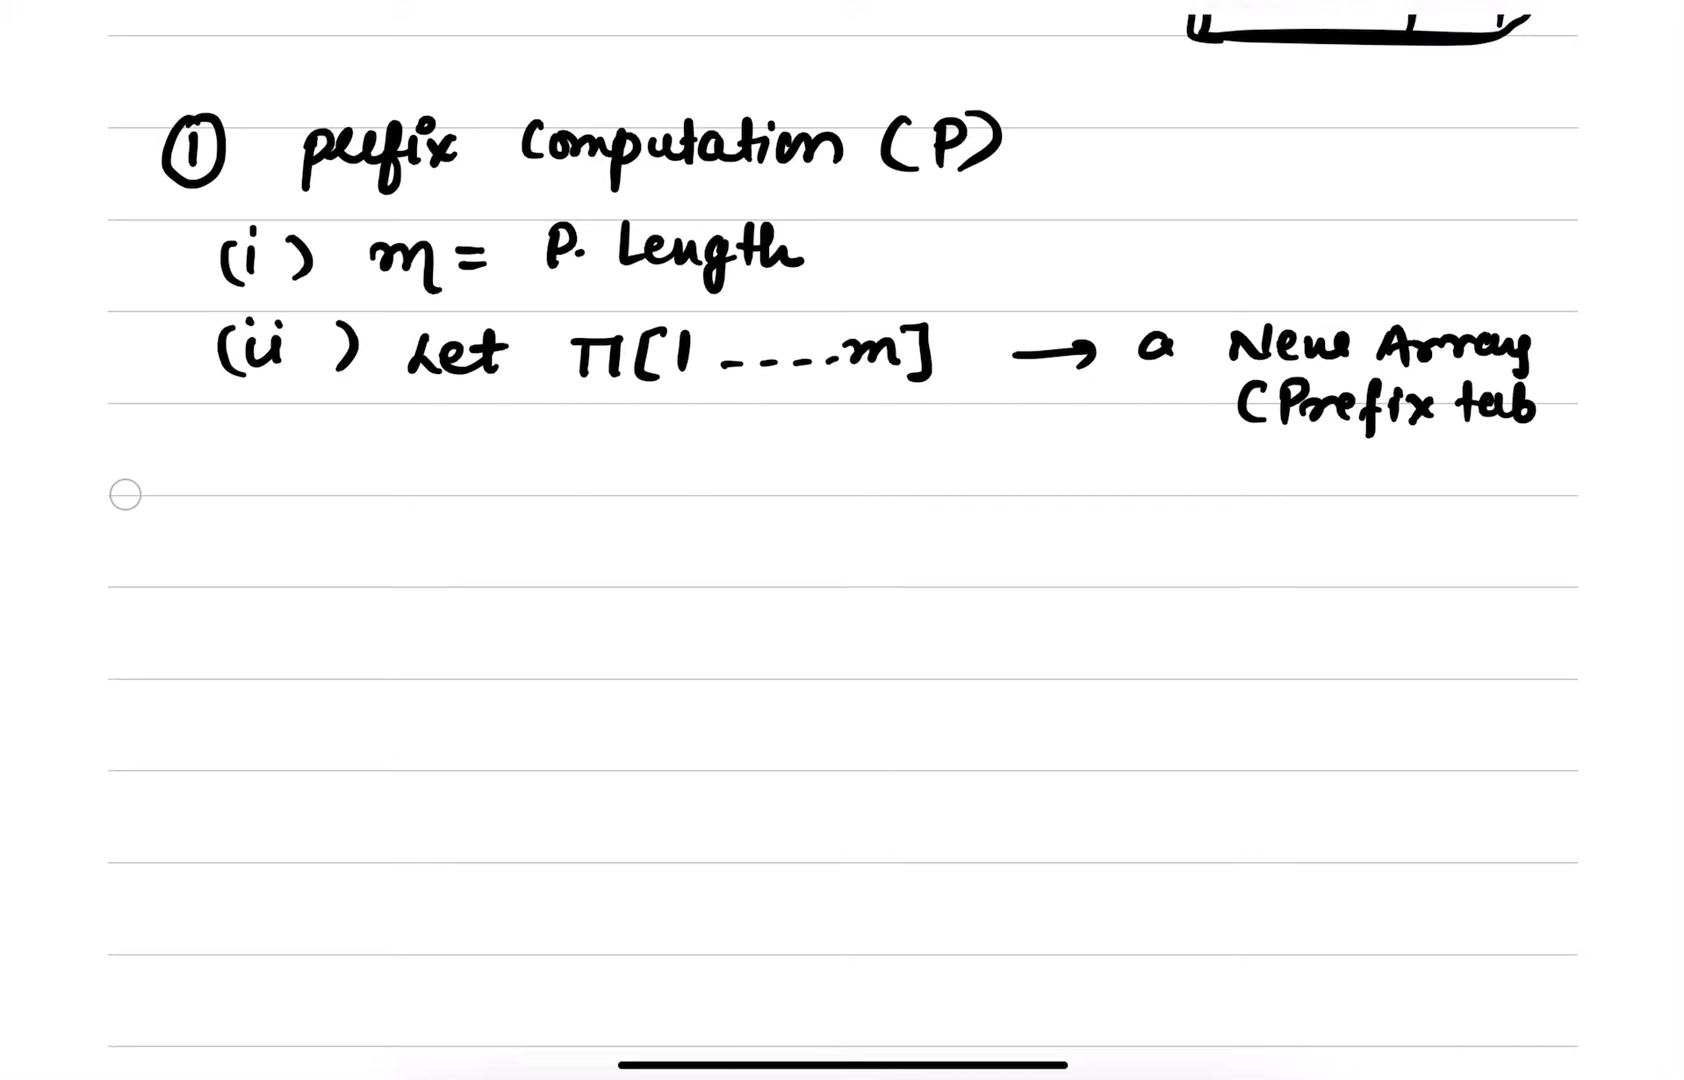 ① prefix Computation (P)
(i) m = P. Length
(ii) Let π[1 ----.m] → a New Array
(Prefix tab